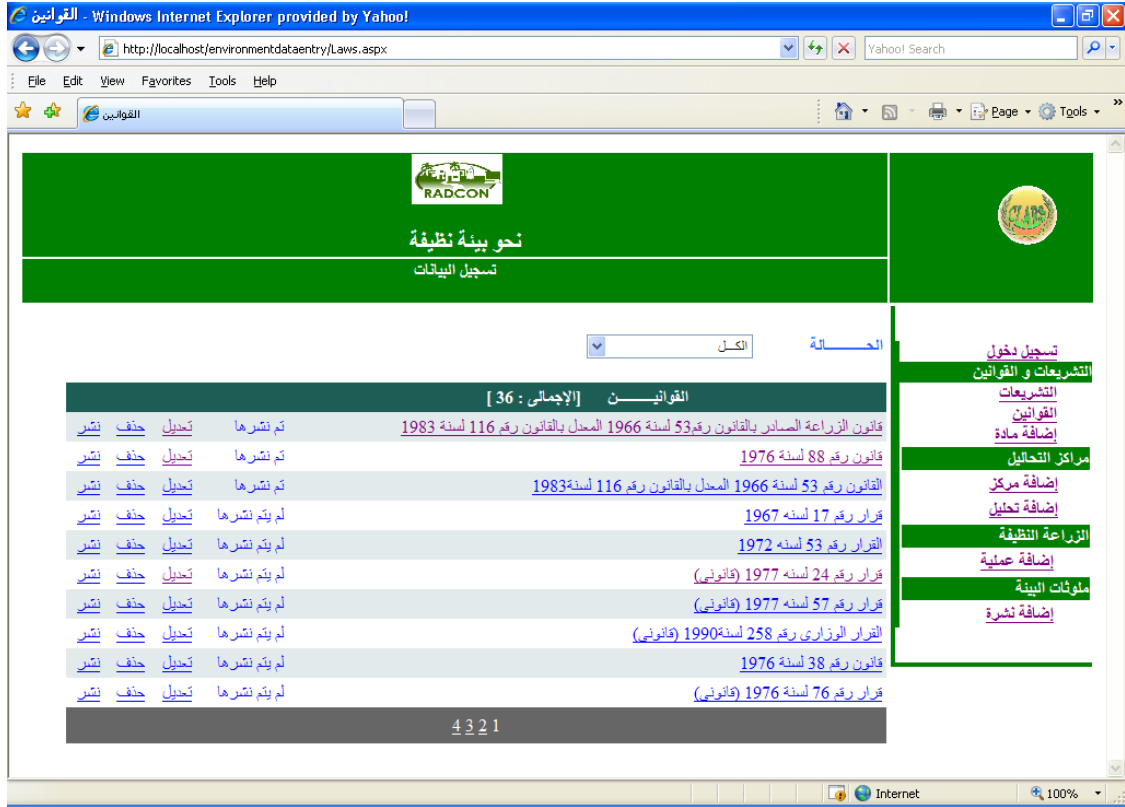 القوانين - Windows Internet Explorer provided by Yahoo!
http://localhost/environmentdataentry/Laws.aspx
Yahoo! Search
File Edit View Favorites Tools Help
القوانين
Page Tools »
RADCON
CLAES
نحو بيئة نظيفة
تسجيل البيانات
تسجيل دخول
التشريعات و القوانين
التشريعات
القوانين
إضافة مادة
مراكز التحاليل
إضافة مركز
إضافة تحليل
الزراعة النظيفة
إضافة عملية
ملوثات البيئة
إضافة نشرة
الحـــــــالة الكــل
القوانيـــــــن [الإجمالى : 36 ]
قانون الزراعة الصادر بالقانون رقم53 لسنة 1966 المعدل بالقانون رقم 116 لسنة 1983 تم نشرها تعديل حذف نشر
قانون رقم 88 لسنة 1976 تم نشرها تعديل حذف نشر
القانون رقم 53 لسنة 1966 المعدل بالقانون رقم 116 لسنة1983 تم نشرها تعديل حذف نشر
قرار رقم 17 لسنه 1967 لم يتم نشرها تعديل حذف نشر
القرار رقم 53 لسنه 1972 لم يتم نشرها تعديل حذف نشر
قرار رقم 24 لسنه 1977 (قانونى) لم يتم نشرها تعديل حذف نشر
قرار رقم 57 لسنه 1977 (قانونى) لم يتم نشرها تعديل حذف نشر
القرار الوزارى رقم 258 لسنة1990 (قانونى) لم يتم نشرها تعديل حذف نشر
قانون رقم 38 لسنة 1976 لم يتم نشرها تعديل حذف نشر
قرار رقم 76 لسنة 1976 (قانونى) لم يتم نشرها تعديل حذف نشر
1 2 3 4
Internet 100%